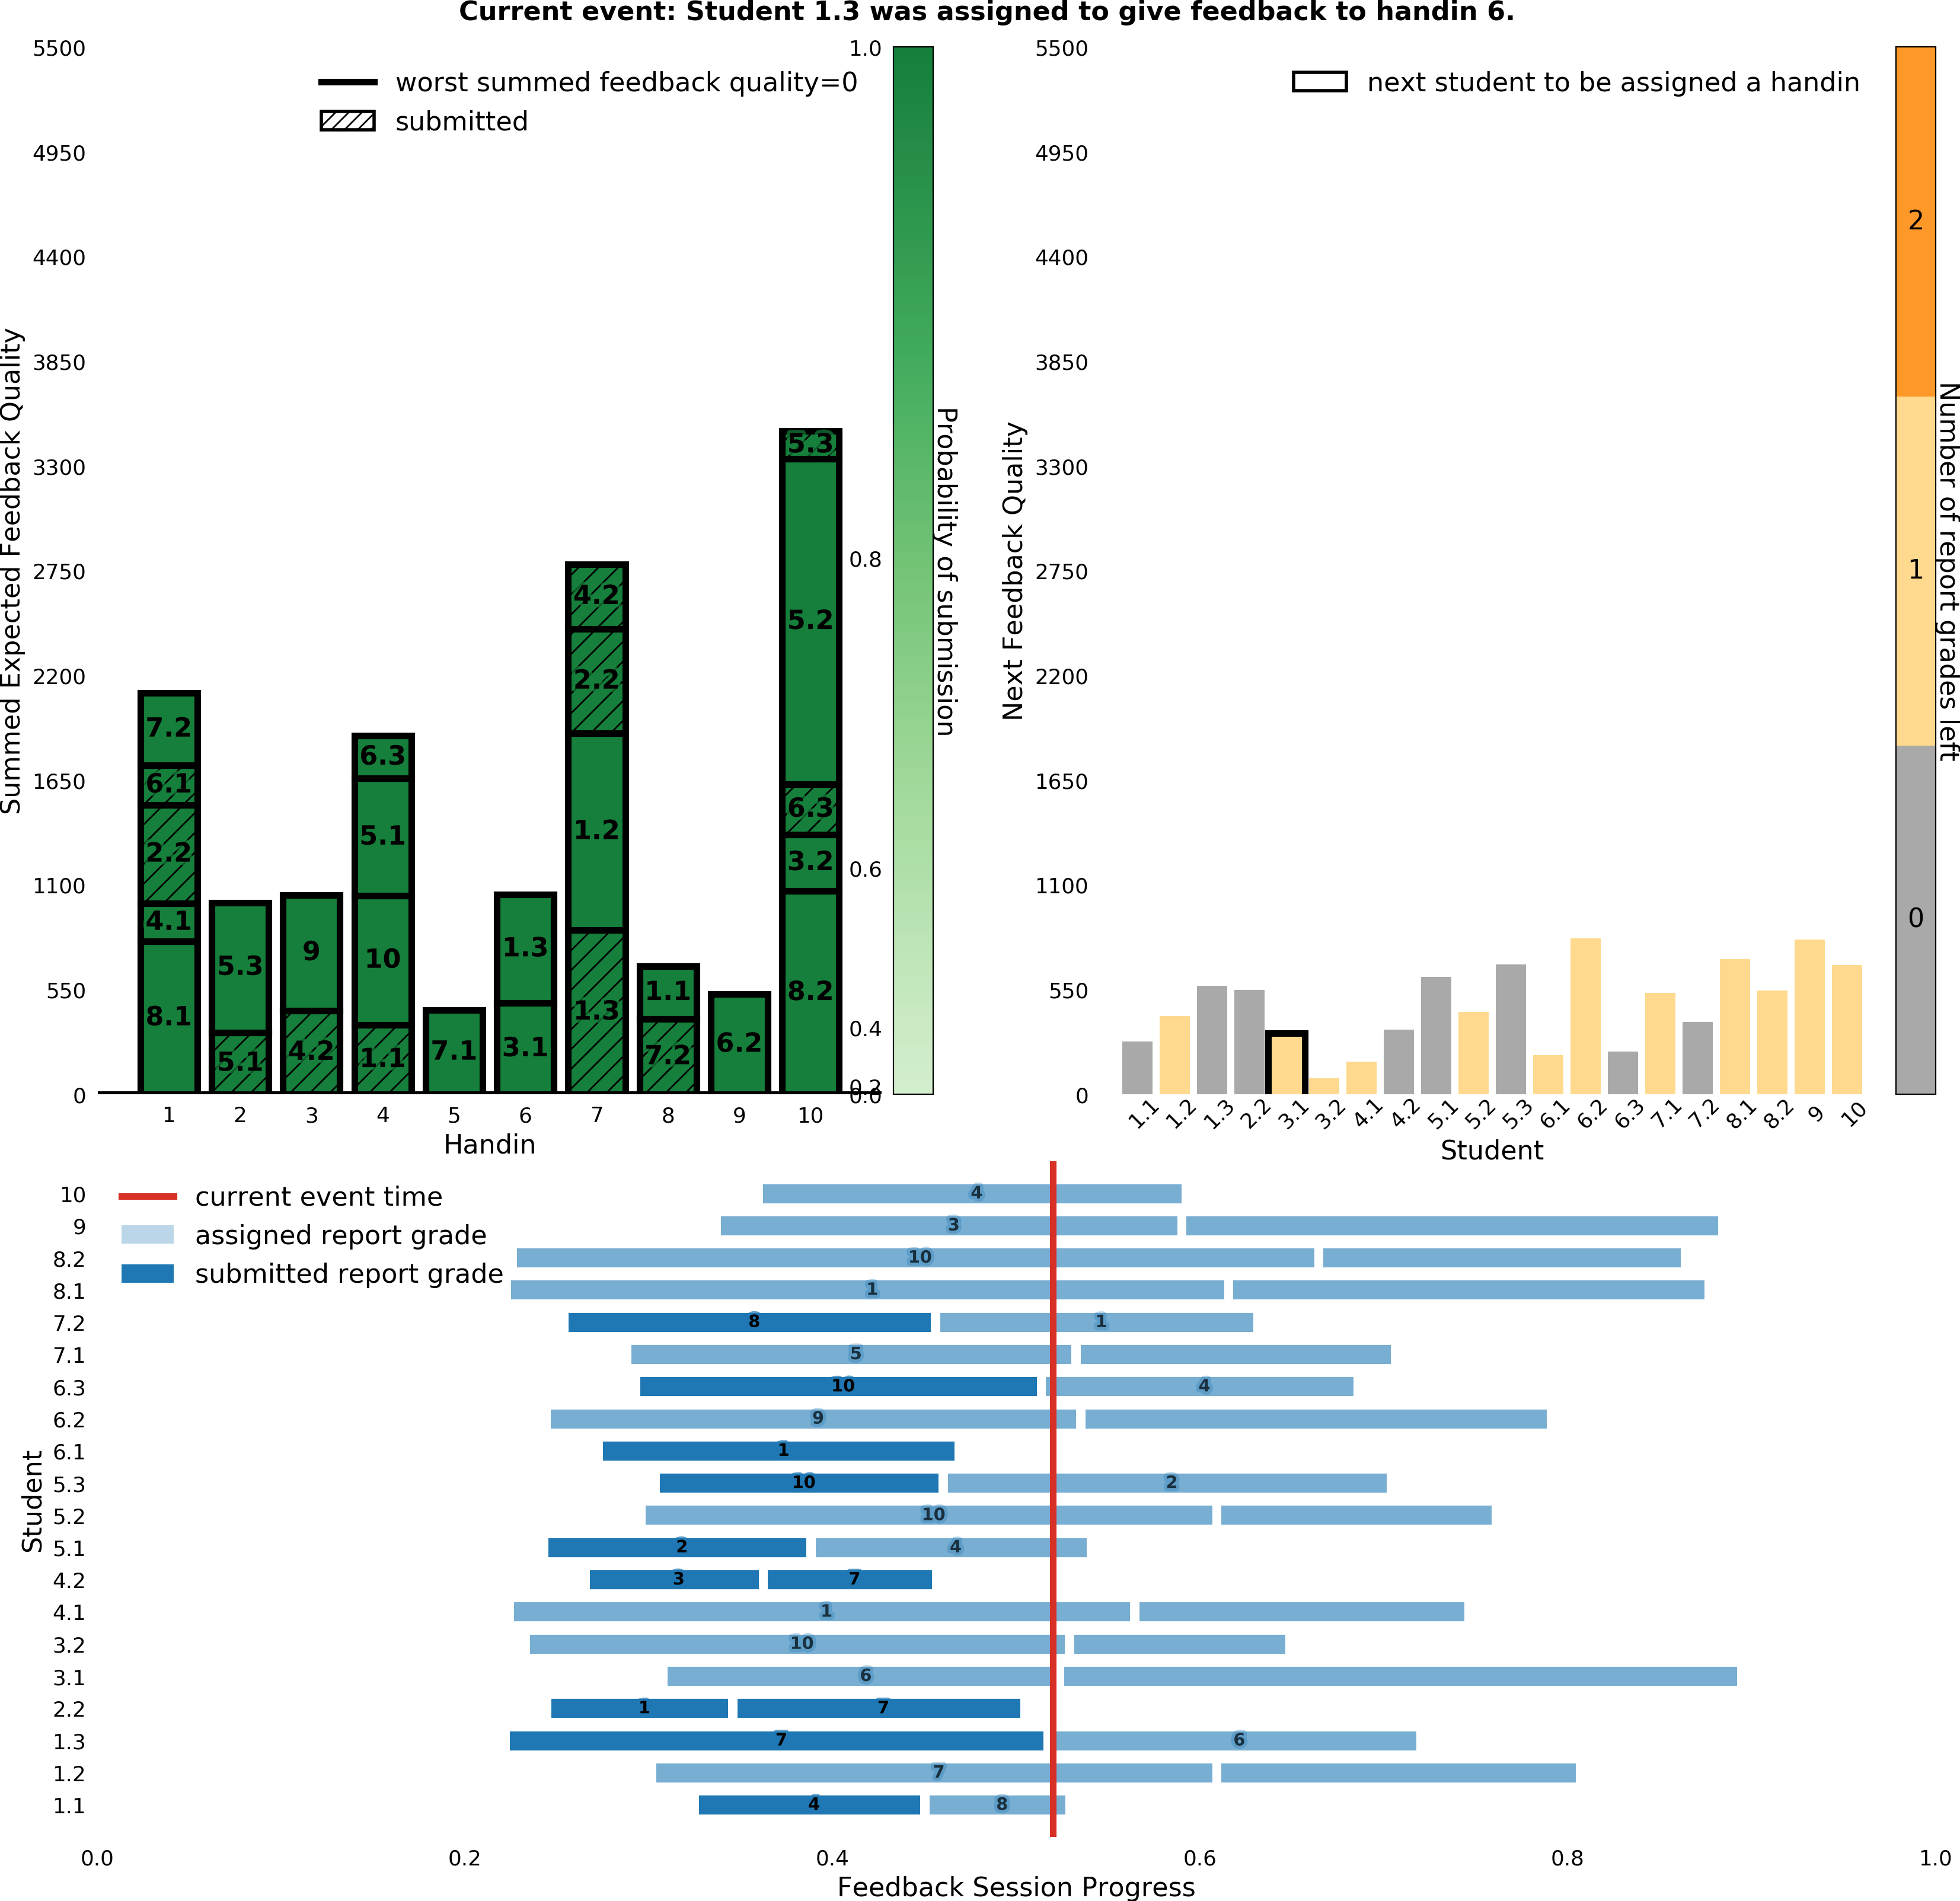 Current event: Student 1.3 was assigned to give feedback to handin 6.
worst summed feedback quality=0
submitted
Summed Expected Feedback Quality
5500
4950
4400
3850
3300
2750
2200
1650
1100
550
0
7.2
6.1
2.2
4.1
8.1
5.3
5.1
9
4.2
6.3
5.1
10
1.1
7.1
1.3
3.1
4.2
2.2
1.2
1.3
1.1
7.2
6.2
5.3
5.2
6.3
3.2
8.2
1 2 3 4 5 6 7 8 9 10
Handin
1.0
0.8
0.6
0.4
0.2
0.0
Probability of submission
next student to be assigned a handin
Next Feedback Quality
5500
4950
4400
3850
3300
2750
2200
1650
1100
550
0
1.1 1.2 1.3 2.2 3.1 3.2 4.1 4.2 5.1 5.2 5.3 6.1 6.2 6.3 7.1 7.2 8.1 8.2 9 10
Student
2
1
0
Number of report grades left
current event time
assigned report grade
submitted report grade
Student
10 4
9 3
8.2 10
8.1 1
7.2 8 1
7.1 5
6.3 10 4
6.2 9
6.1 1
5.3 10 2
5.2 10
5.1 2 4
4.2 3 7
4.1 1
3.2 10
3.1 6
2.2 1 7
1.3 7 6
1.2 7
1.1 4 8
0.0 0.2 0.4 0.6 0.8 1.0
Feedback Session Progress